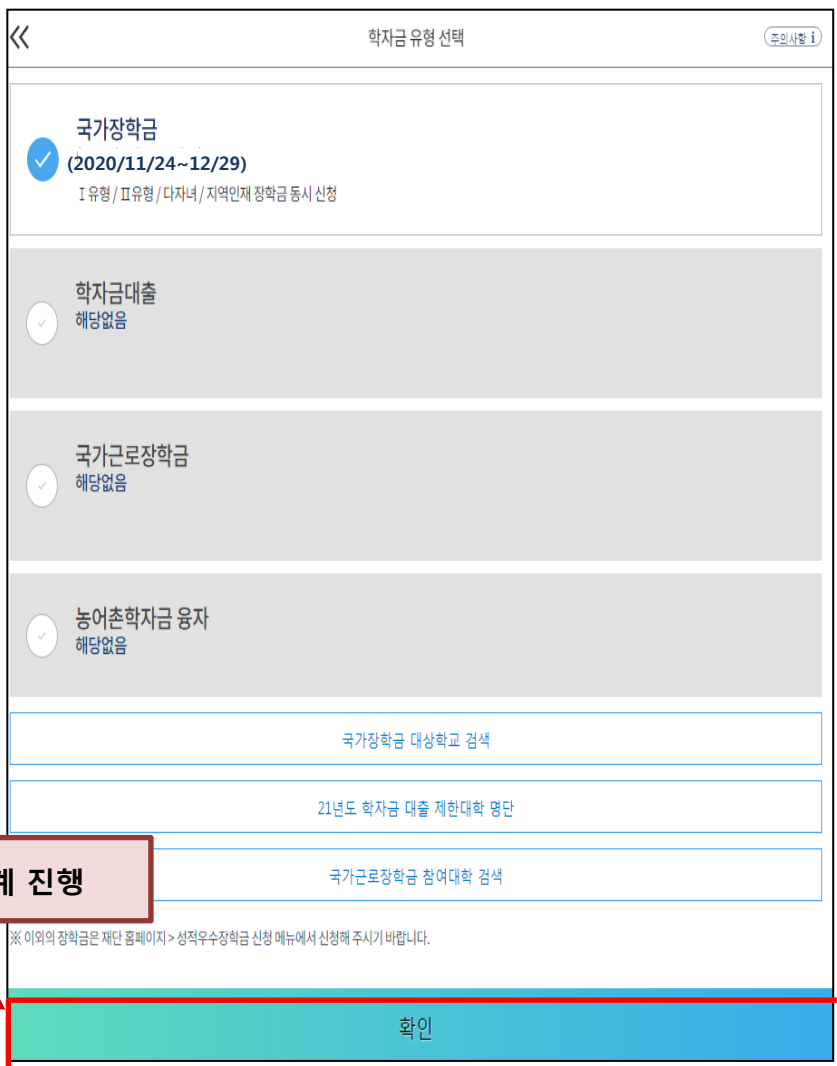 학자금 유형 선택
주의사항 i
국가장학금
(2020/11/24~12/29)
Ⅰ유형 / Ⅱ유형 / 다자녀 / 지역인재 장학금 동시 신청
학자금대출
해당없음
국가근로장학금
해당없음
농어촌학자금 융자
해당없음
국가장학금 대상학교 검색
21년도 학자금 대출 제한대학 명단
국가근로장학금 참여대학 검색
계 진행
※ 이외의 장학금은 재단 홈페이지 > 성적우수장학금 신청 메뉴에서 신청해 주시기 바랍니다.
확인